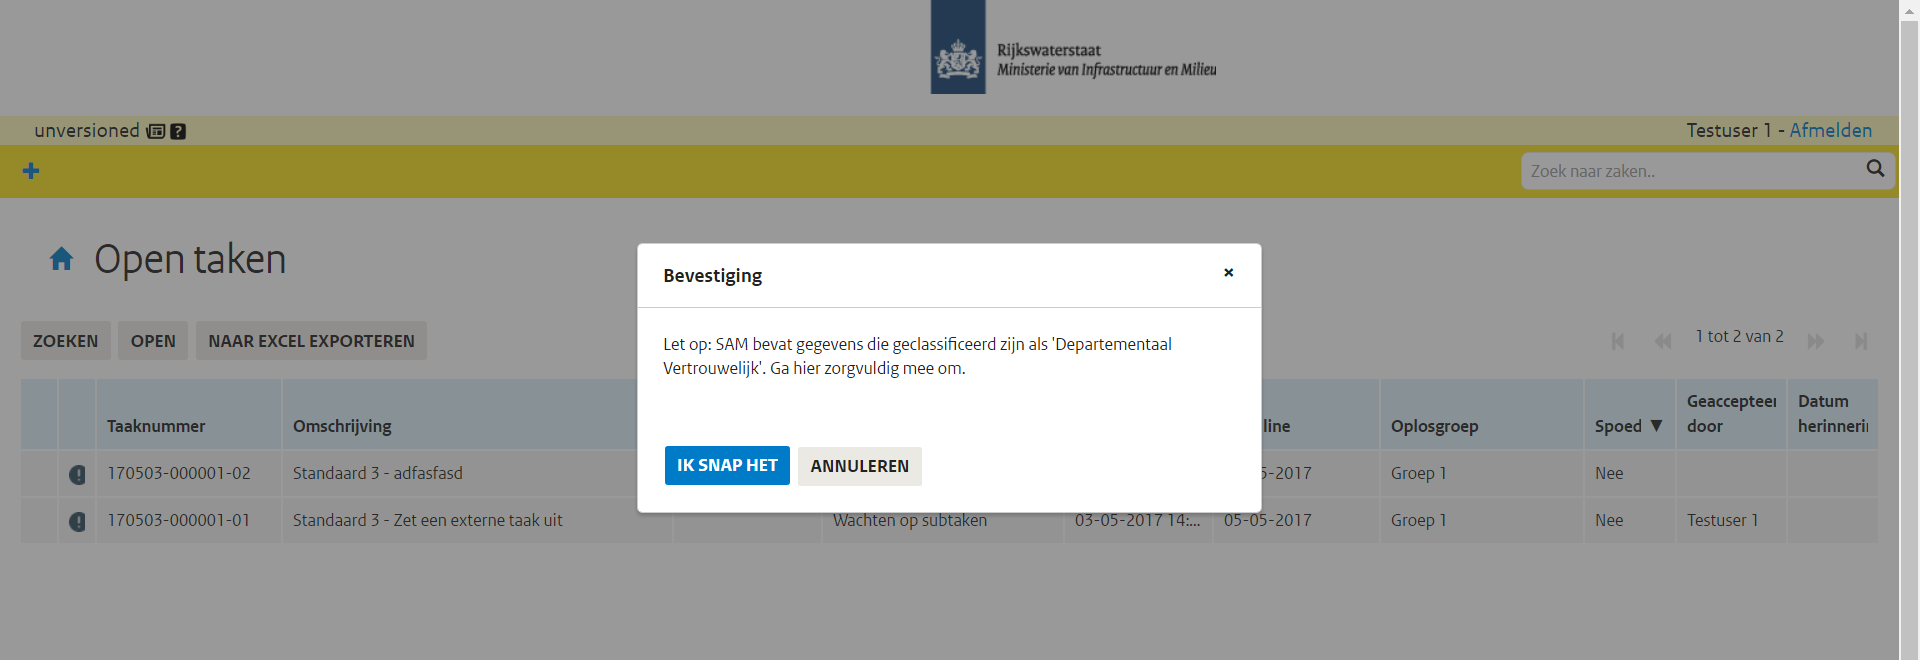 Rijkswaterstaat
Ministerie van Infrastructuur en Milieu
unversioned
Testuser 1 - Afmelden
Zoek naar zaken..
Open taken
Bevestiging
Let op: SAM bevat gegevens die geclassificeerd zijn als 'Departementaal
Vertrouwelijk'. Ga hier zorgvuldig mee om.
IK SNAP HET
ANNULEREN
ZOEKEN
OPEN
NAAR EXCEL EXPORTEREN
1 tot 2 van 2
Taaknummer
Omschrijving
line
Oplosgroep
Spoed ▼
Geaccepteer
door
Datum
herinneri
170503-000001-02 Standaard 3 - adfasfasd 5-2017 Groep 1 Nee
170503-000001-01 Standaard 3 - Zet een externe taak uit Wachten op subtaken 03-05-2017 14:... 05-05-2017 Groep 1 Nee Testuser 1